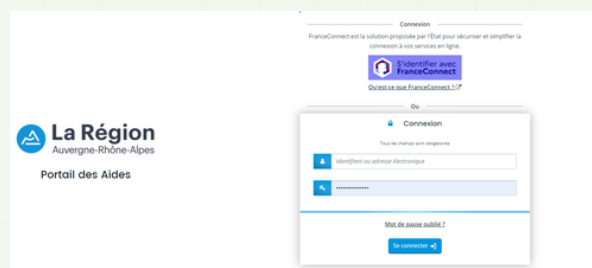 La Région
Auvergne-Rhône-Alpes
Portail des Aides
Connexion
FranceConnect est la solution proposée par l'État pour sécuriser et simplifier la
connexion à vos services en ligne.
S'identifier avec
FranceConnect
Qu'est-ce que FranceConnect ?
Ou
Connexion
Tous les champs sont obligatoires
Identifiant ou adresse électronique
Mot de passe oublié ?
Se connecter